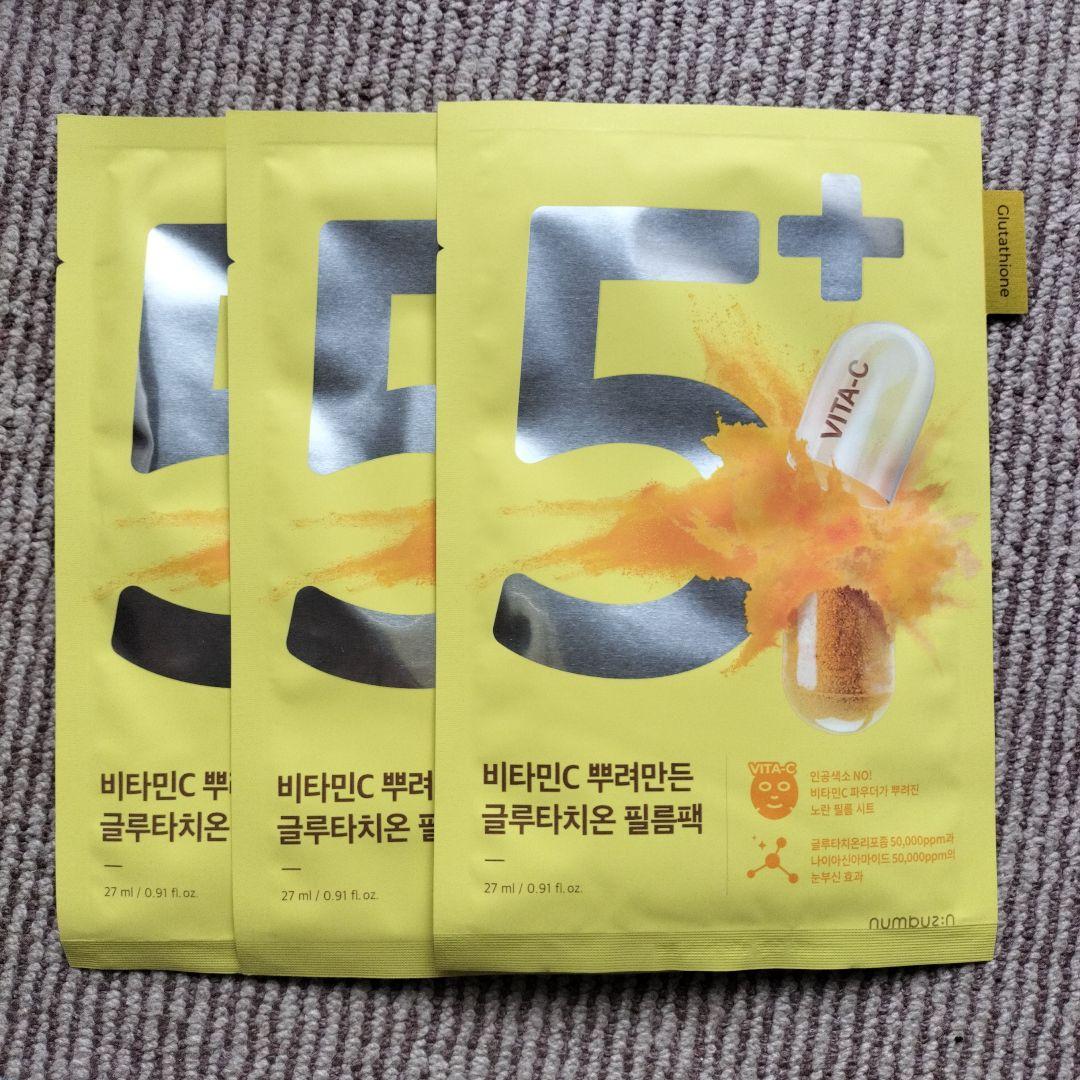 5+
Glutathione
VITA-C
비타민C 뿌려만든
글루타치온 필름팩
27 ml / 0.91 fl. oz.
VITA-C
인공색소 NO!
비타민C 파우더가 뿌려진
노란 필름 시트
글루타치온리포좀 50,000ppm과
나이아신아마이드 50,000ppm의
눈부신 효과
numbuz:n
5
비타민C 뿌려
글루타치온 필
27 ml / 0.91 fl. oz.
5
비타민C 뿌
글루타치온
27 ml / 0.91 fl. oz.